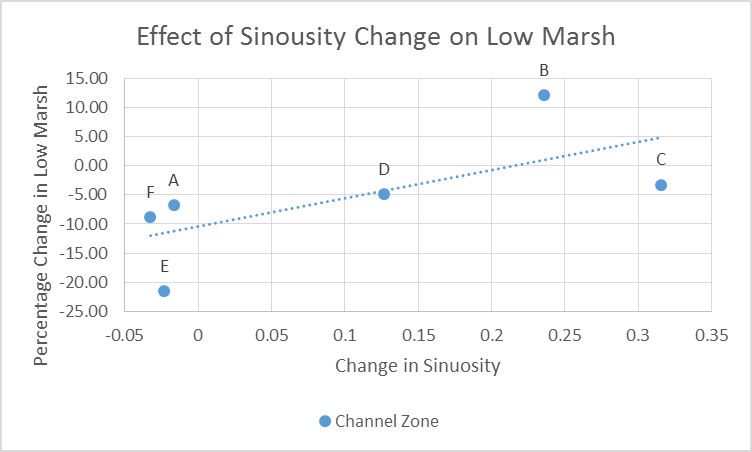 Effect of Sinousity Change on Low Marsh
Percentage Change in Low Marsh
15.00
10.00
5.00
0.00
-5.00
-10.00
-15.00
-20.00
-25.00
B
C
D
A
F
E
-0.05 0 0.05 0.1 0.15 0.2 0.25 0.3 0.35
Change in Sinuosity
Channel Zone